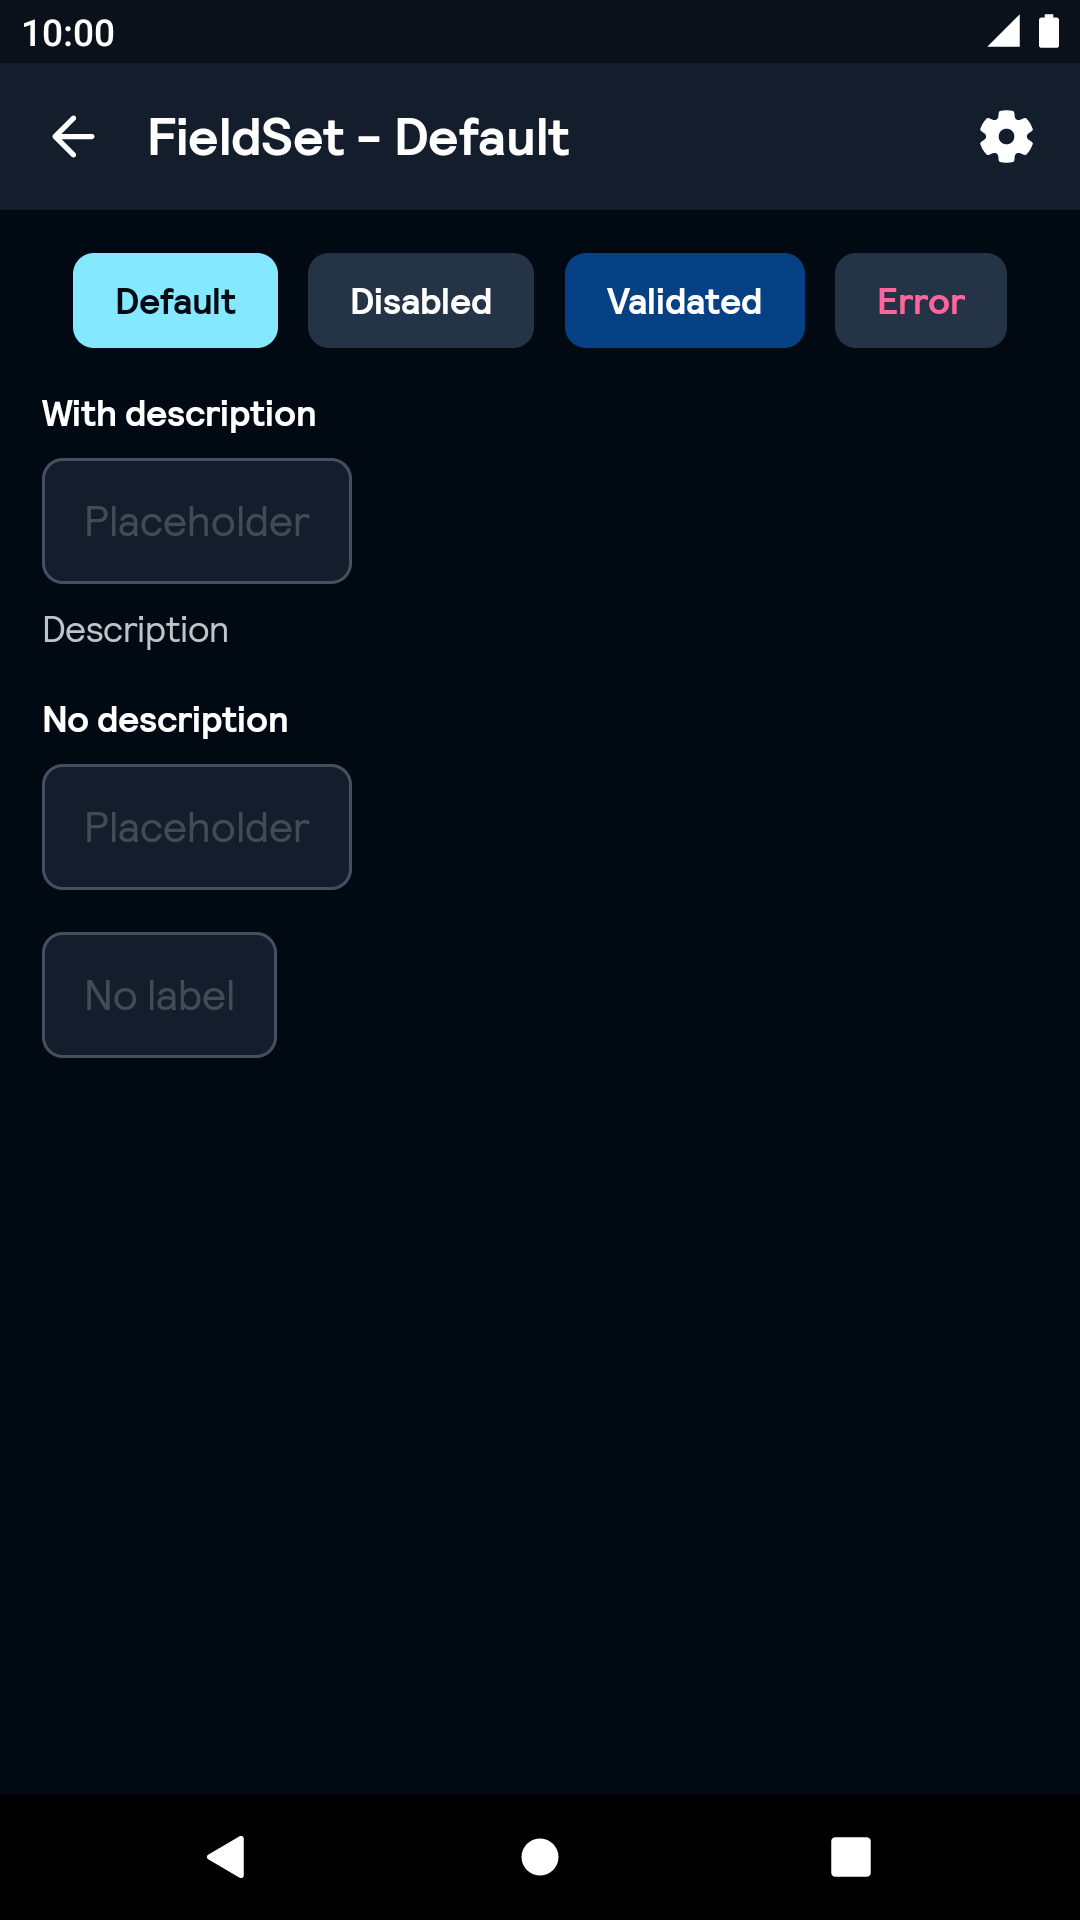 10:00
FieldSet - Default
Default Disabled Validated Error
With description
Placeholder
Description
No description
Placeholder
No label